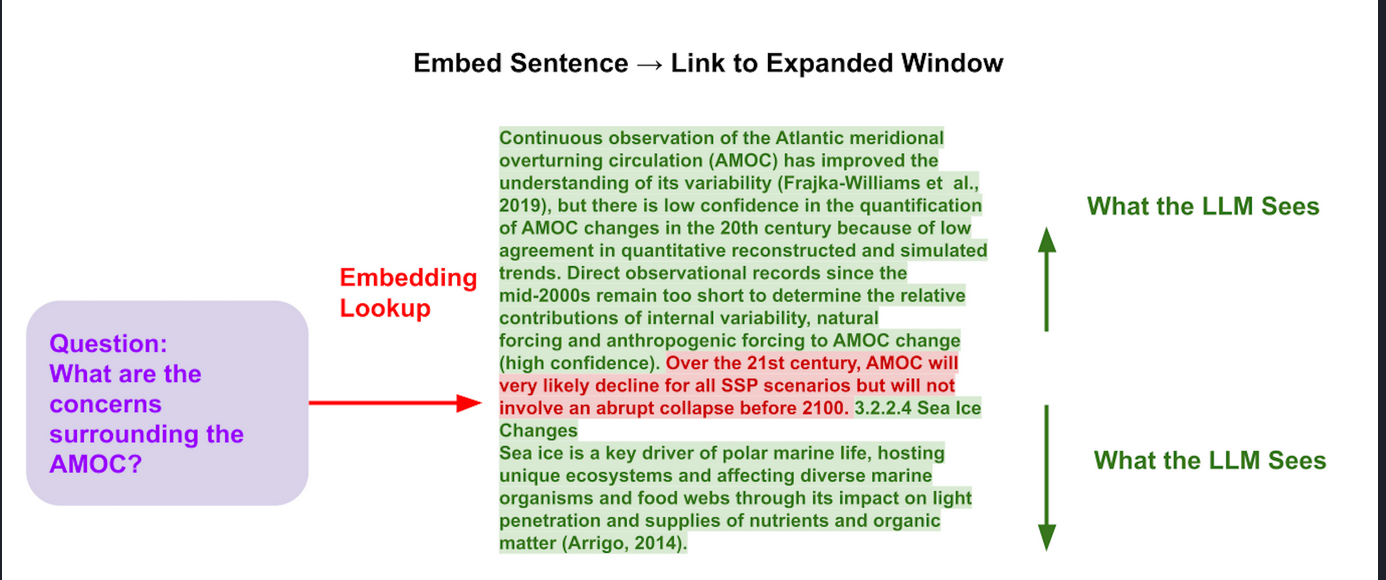 Embed Sentence → Link to Expanded Window
Continuous observation of the Atlantic meridional
overturning circulation (AMOC) has improved the
understanding of its variability (Frajka-Williams et  al.,
2019), but there is low confidence in the quantification
of AMOC changes in the 20th century because of low
agreement in quantitative reconstructed and simulated
trends. Direct observational records since the
mid-2000s remain too short to determine the relative
contributions of internal variability, natural
forcing and anthropogenic forcing to AMOC change
(high confidence). Over the 21st century, AMOC will
very likely decline for all SSP scenarios but will not
involve an abrupt collapse before 2100. 3.2.2.4 Sea Ice
Changes
Sea ice is a key driver of polar marine life, hosting
unique ecosystems and affecting diverse marine
organisms and food webs through its impact on light
penetration and supplies of nutrients and organic
matter (Arrigo, 2014).
Embedding
Lookup
Question:
What are the
concerns
surrounding the
AMOC?
What the LLM Sees
What the LLM Sees